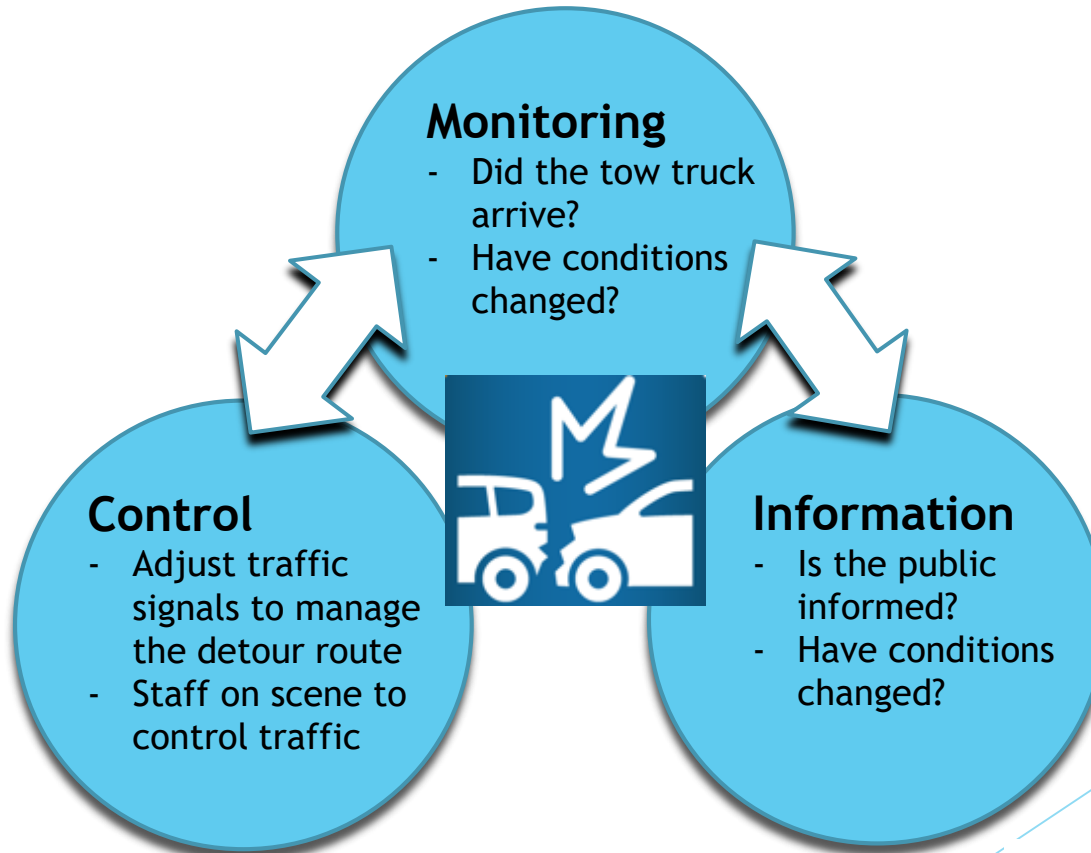 Monitoring
- Did the tow truck
arrive?
- Have conditions
changed?
Control
- Adjust traffic
signals to manage
the detour route
- Staff on scene to
control traffic
Information
- Is the public
informed?
- Have conditions
changed?